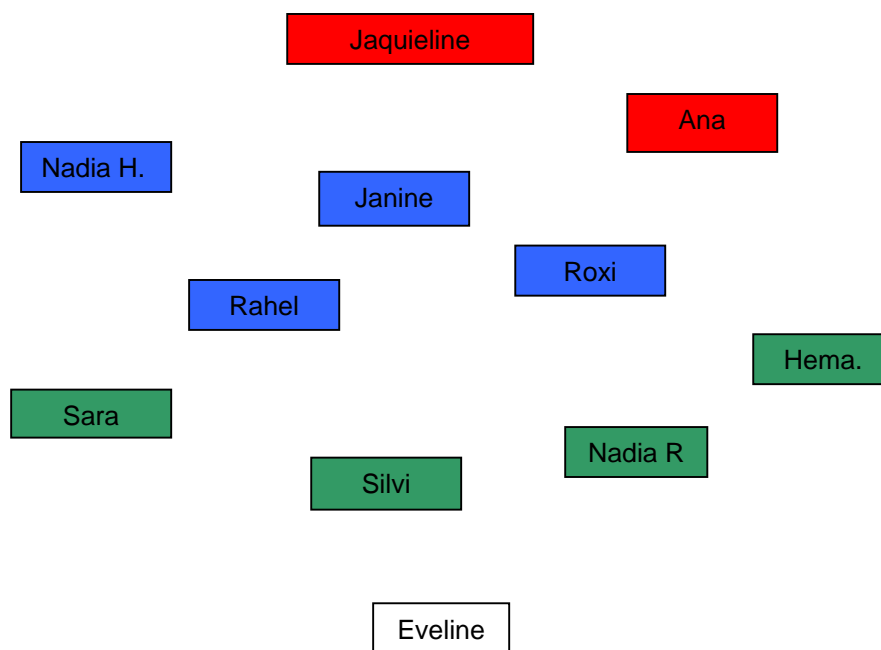 Jaquieline
Ana
Nadia H.
Janine
Roxi
Rahel
Hema.
Sara
Nadia R
Silvi
Eveline